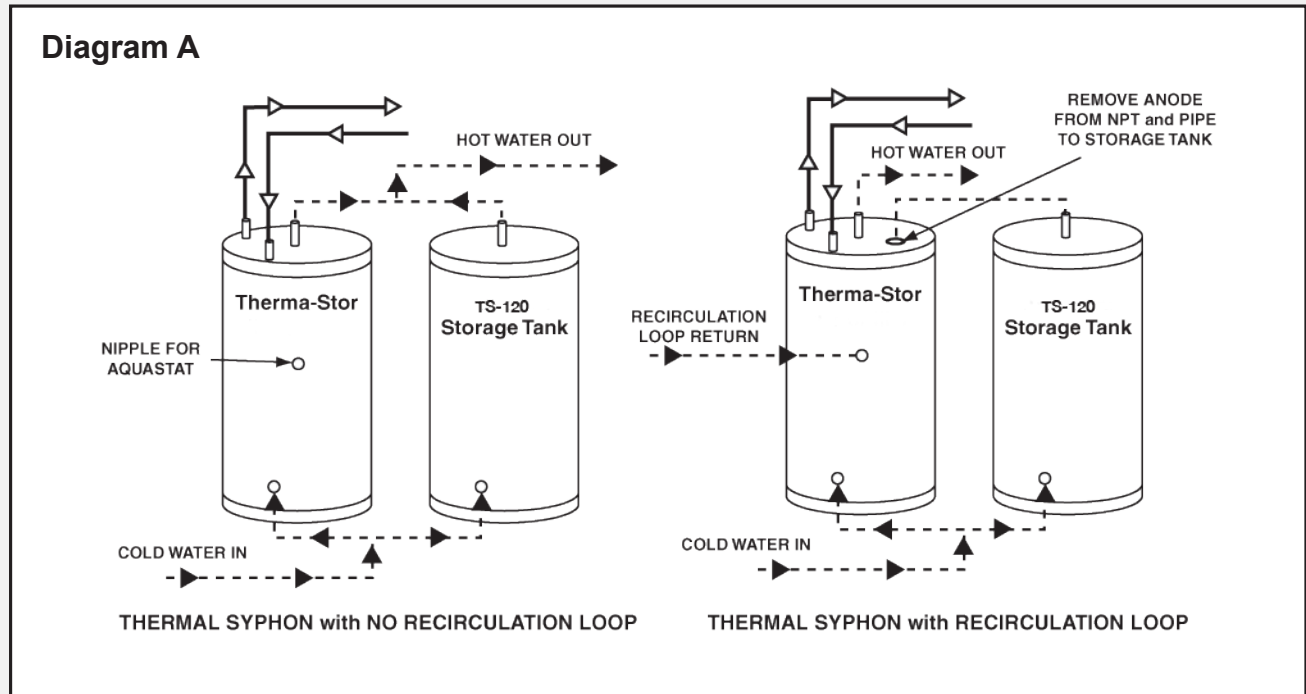 Diagram A
HOT WATER OUT
Therma-Stor
TS-120
Storage Tank
NIPPLE FOR
AQUASTAT
COLD WATER IN
THERMAL SYPHON with NO RECIRCULATION LOOP
REMOVE ANODE
FROM NPT and PIPE
TO STORAGE TANK
HOT WATER OUT
Therma-Stor
TS-120
Storage Tank
RECIRCULATION
LOOP RETURN
COLD WATER IN
THERMAL SYPHON with RECIRCULATION LOOP